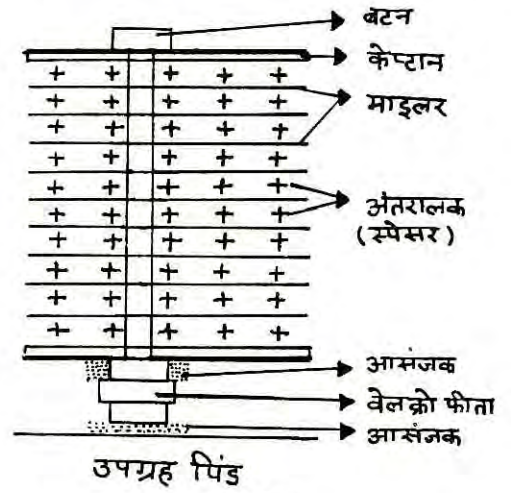 बटन
केप्टान
माइलर
अंतरालक
(स्पेसर)
आसंजक
वेलक्रो फीता
आसंजक
उपग्रह पिंड